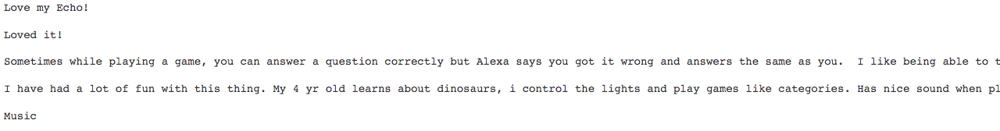 Love my Echo!
Loved it!
Sometimes while playing a game, you can answer a question correctly but Alexa says you got it wrong and answers the same as you.  I like being able to
I have had a lot of fun with this thing. My 4 yr old learns about dinosaurs, i control the lights and play games like categories. Has nice sound when
Music